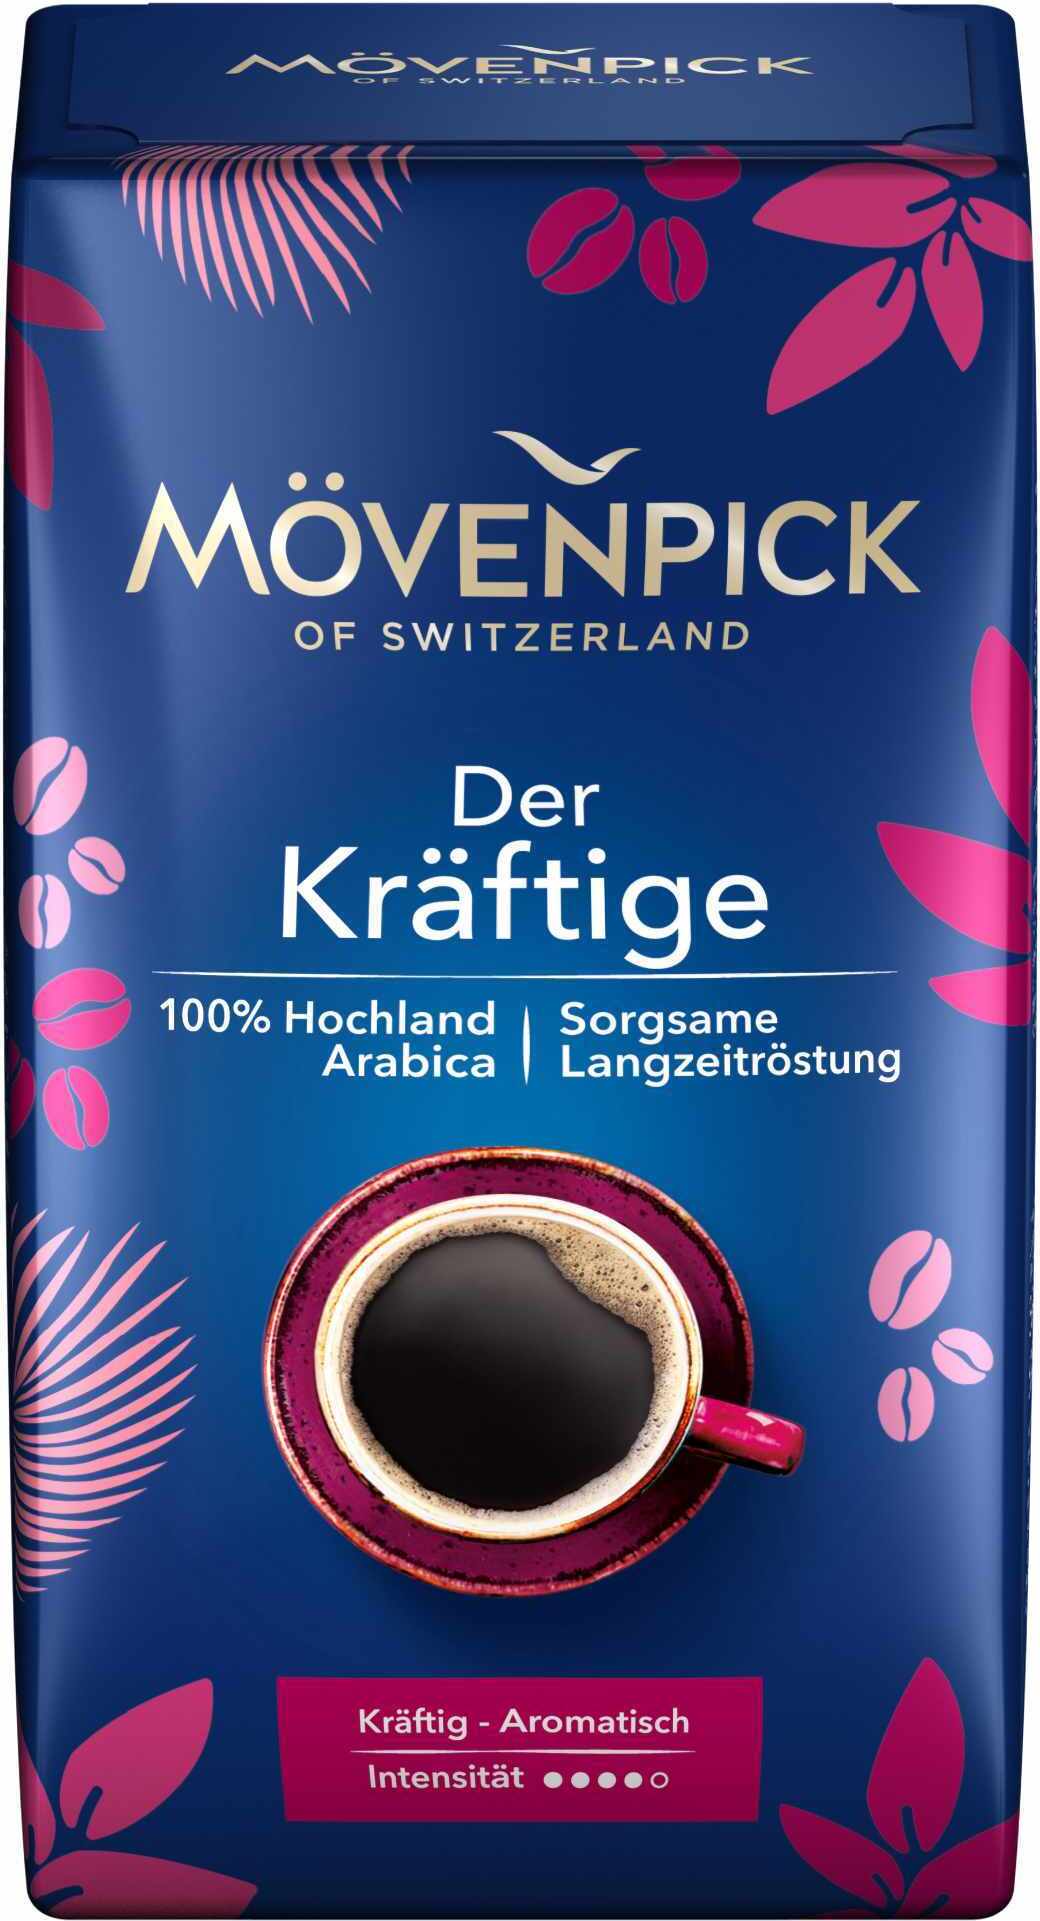 MÖVENPICK
OF SWITZERLAND
MÖVENPICK
OF SWITZERLAND
Der
Kräftige
100% Hochland
Arabica
Sorgsame
Langzeitröstung
Kräftig - Aromatisch
Intensität